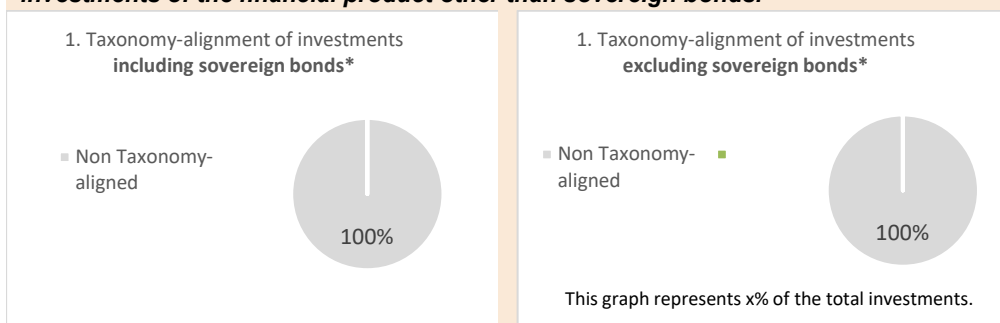 investments of the financial product other than sovereign bonds.
1. Taxonomy-alignment of investments
including sovereign bonds*
Non Taxonomy-
aligned
100%
1. Taxonomy-alignment of investments
excluding sovereign bonds*
Non Taxonomy-
aligned
100%
This graph represents x% of the total investments.